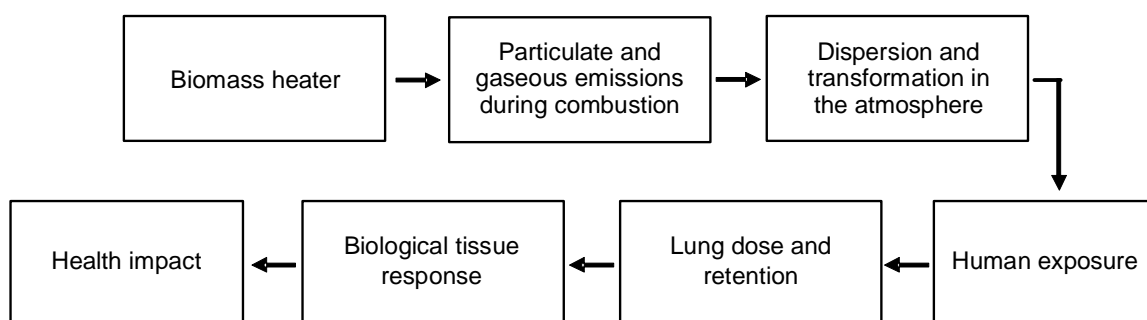 Biomass heater
Particulate and
gaseous emissions
during combustion
Dispersion and
transformation in
the atmosphere
Human exposure
Lung dose and
retention
Biological tissue
response
Health impact